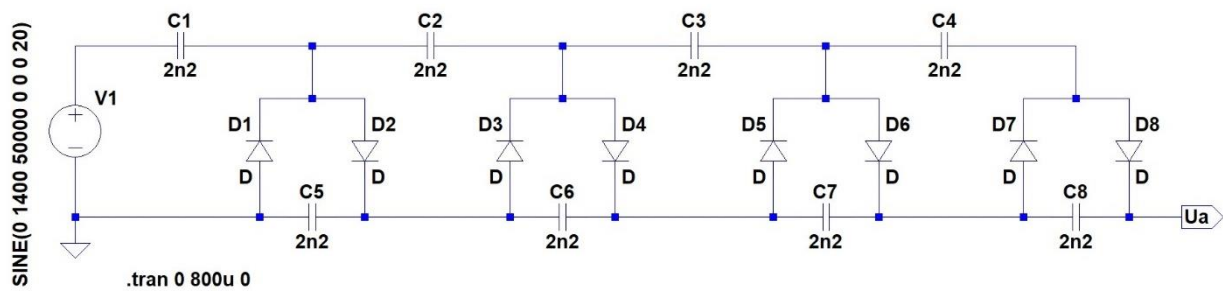 SINE(0 1400 50000 0 0 0 20)
V1
C1
2n2
C2
2n2
C3
2n2
C4
2n2
D1
D
D2
D
D3
D
D4
D
D5
D
D6
D
D7
D
D8
D
C5
2n2
C6
2n2
C7
2n2
C8
2n2
Ua
.tran 0 800u 0